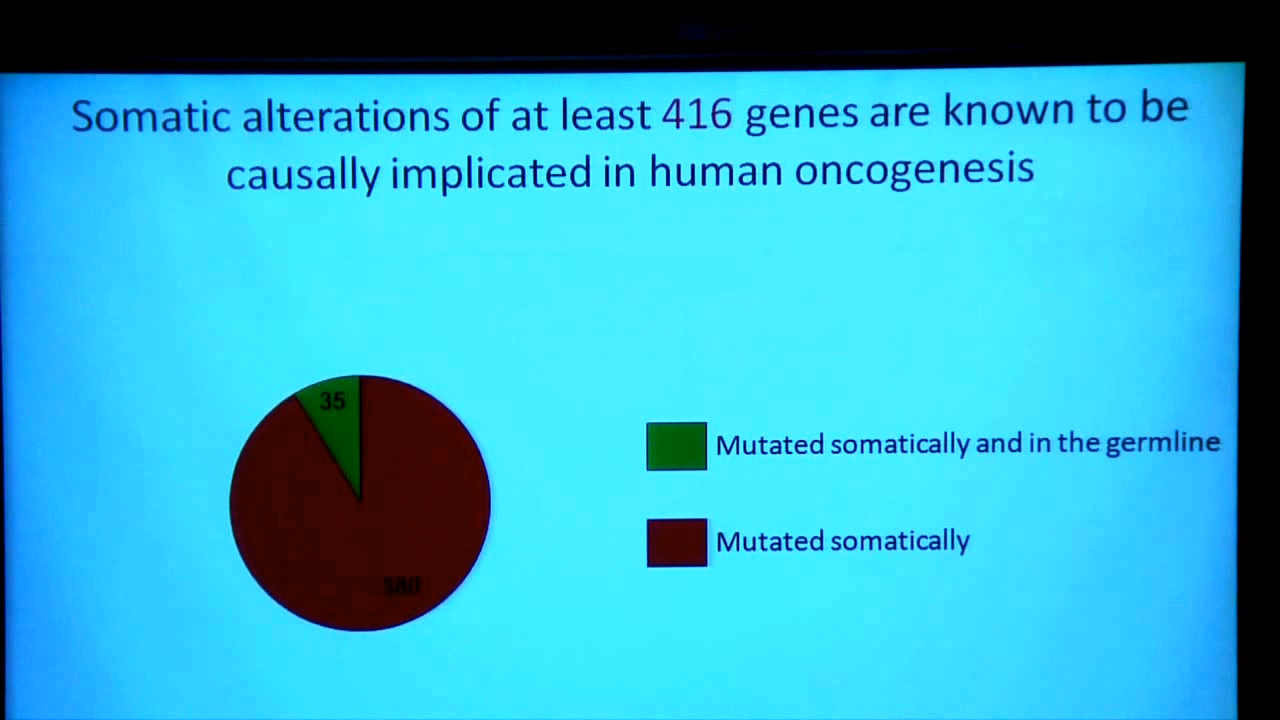 Somatic alterations of at least 416 genes are known to be
causally implicated in human oncogenesis
35
Mutated somatically and in the germline
Mutated somatically